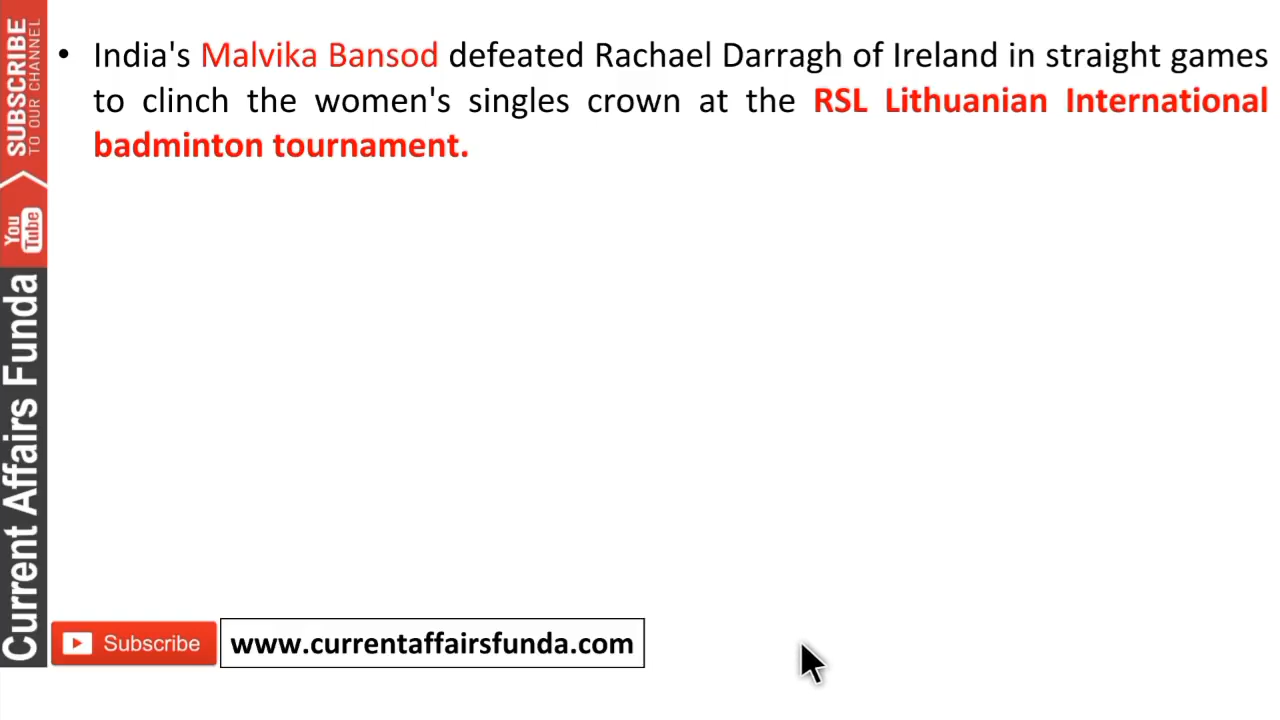 • India's Malvika Bansod defeated Rachael Darragh of Ireland in straight games
to clinch the women's singles crown at the RSL Lithuanian International
badminton tournament.
SUBSCRIBE
TO OUR CHANNEL
You
Tube
Current Affairs Funda
Subscribe
www.currentaffairsfunda.com